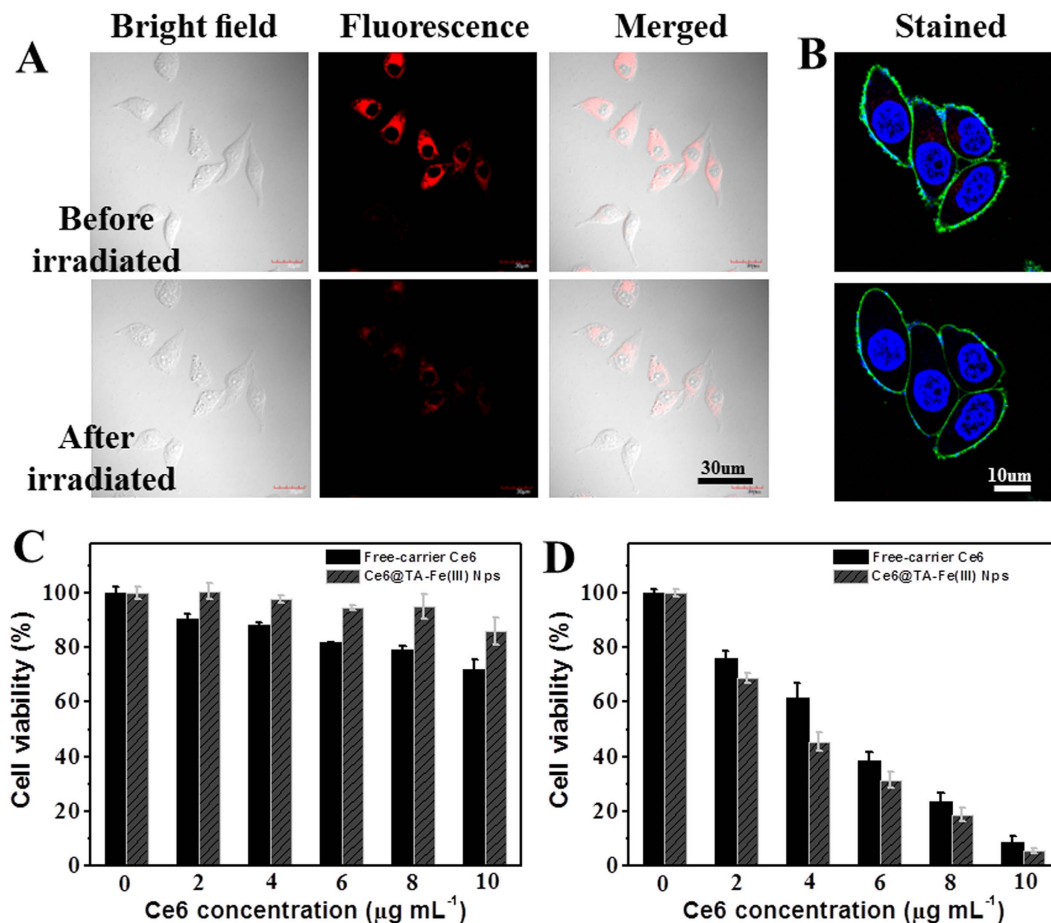 Bright field
Fluorescence
Merged
Stained
A
B
Before
irradiated
After
irradiated
30um
10um
C
D
Free-carrier Ce6
Ce6@TA-Fe(III) Nps
Cell viability (%)
100
80
60
40
20
0
0 2 4 6 8 10
Ce6 concentration (μg mL⁻¹)
Free-carrier Ce6
Ce6@TA-Fe(III) Nps
Cell viability (%)
100
80
60
40
20
0
0 2 4 6 8 10
Ce6 concentration (μg mL⁻¹)